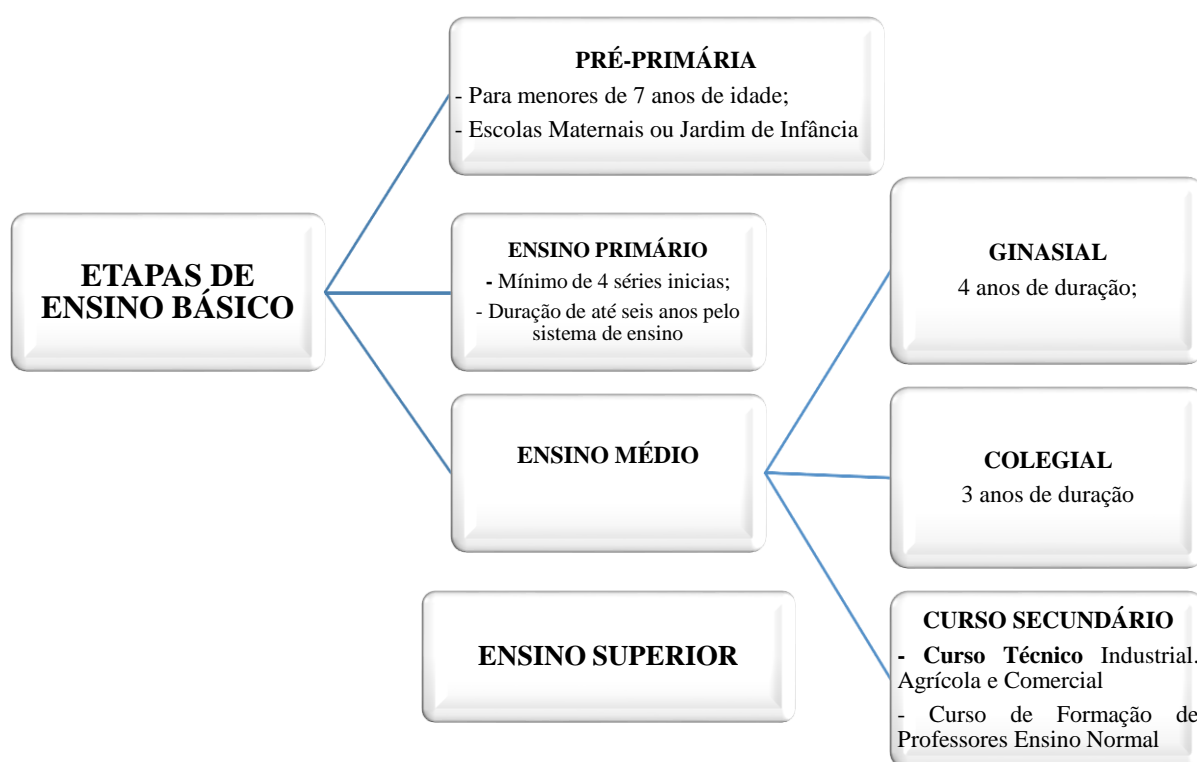 ETAPAS DE
ENSINO BÁSICO
PRÉ-PRIMÁRIA
- Para menores de 7 anos de idade;
- Escolas Maternais ou Jardim de Infância
ENSINO PRIMÁRIO
- Mínimo de 4 séries inicias;
- Duração de até seis anos pelo
sistema de ensino
ENSINO MÉDIO
GINASIAL
4 anos de duração;
COLEGIAL
3 anos de duração
CURSO SECUNDÁRIO
- Curso Técnico Industrial.
Agrícola e Comercial
- Curso de Formação de
Professores Ensino Normal
ENSINO SUPERIOR